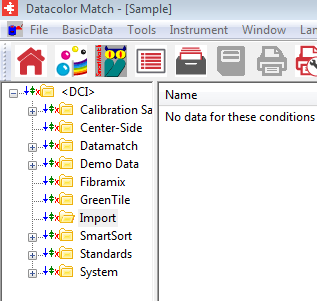 Datacolor Match - [Sample]
File BasicData Tools Instrument Window
<DCI>
Calibration Sa
Center-Side
Datamatch
Demo Data
Fibramix
GreenTile
Import
SmartSort
Standards
System
Name
No data for these conditions